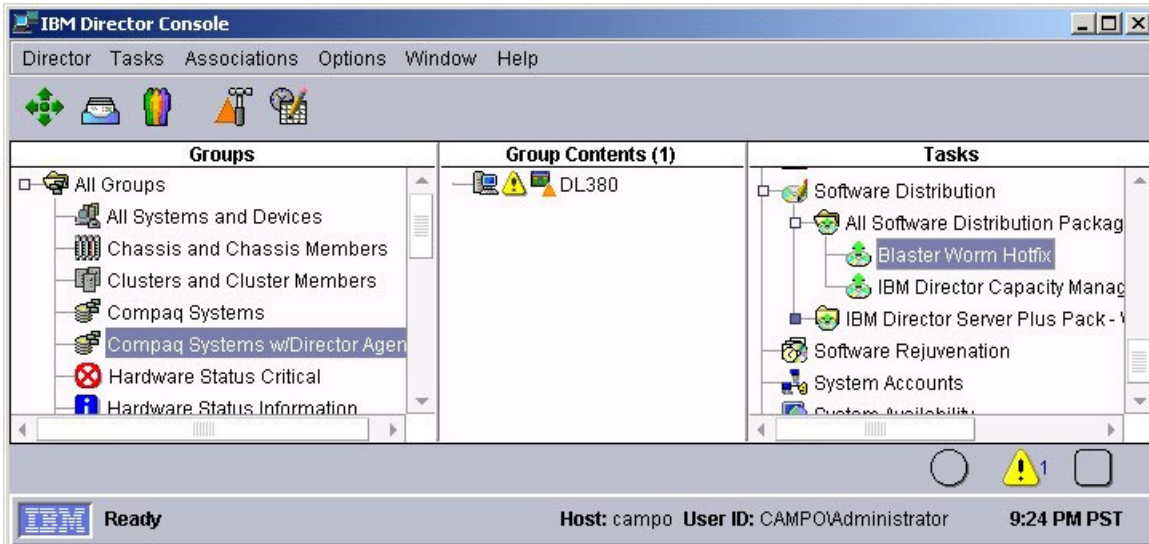 IBM Director Console
Director Tasks Associations Options Window Help
Groups
All Groups
All Systems and Devices
Chassis and Chassis Members
Clusters and Cluster Members
Compaq Systems
Compaq Systems w/Director Agen
Hardware Status Critical
Hardware Status Information
Group Contents (1)
DL380
Tasks
Software Distribution
All Software Distribution Packag
Blaster Worm Hotfix
IBM Director Capacity Manag
IBM Director Server Plus Pack -
Software Rejuvenation
System Accounts
System Availability
1
IBM Ready Host: campo User ID: CAMPO\Administrator 9:24 PM PST